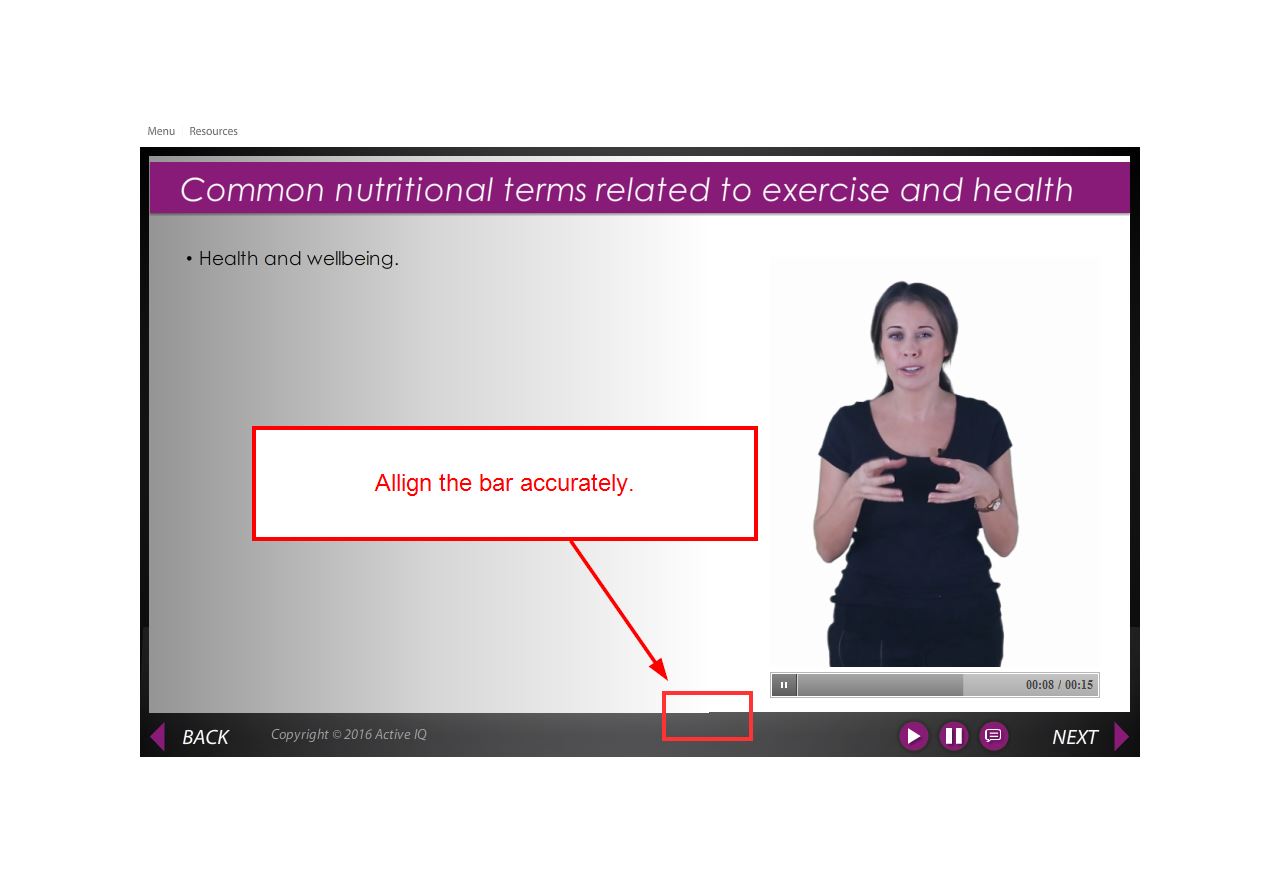 Menu Resources
Common nutritional terms related to exercise and health
• Health and wellbeing.
Allign the bar accurately.
00:08 / 00:15
BACK
Copyright © 2016 Active IQ
NEXT